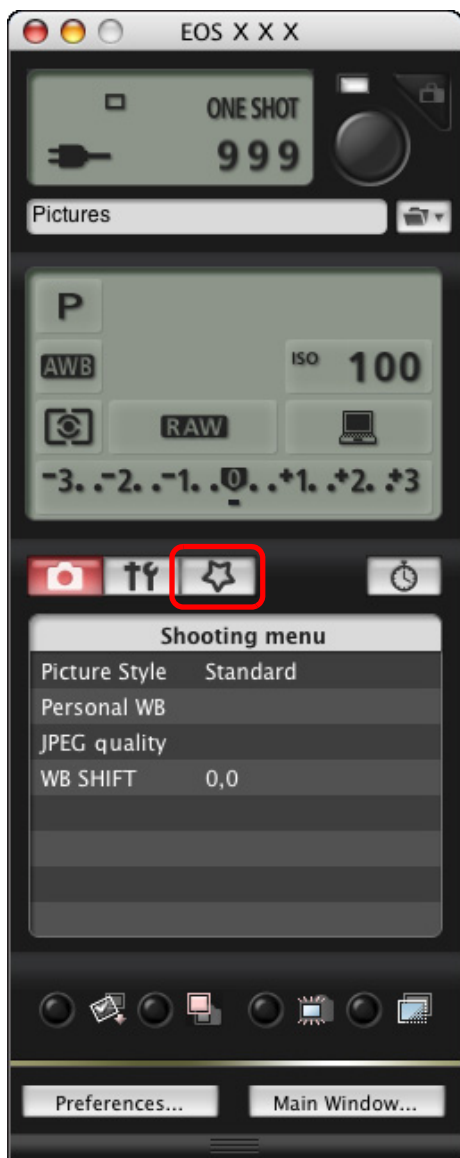 EOS X X X
ONE SHOT
999
Pictures
P
AWB
ISO 100
RAW
-3. .-2. .-1. .0. .+1. .+2. .+3
Shooting menu
Picture Style Standard
Personal WB
JPEG quality
WB SHIFT 0,0
Preferences... Main Window...